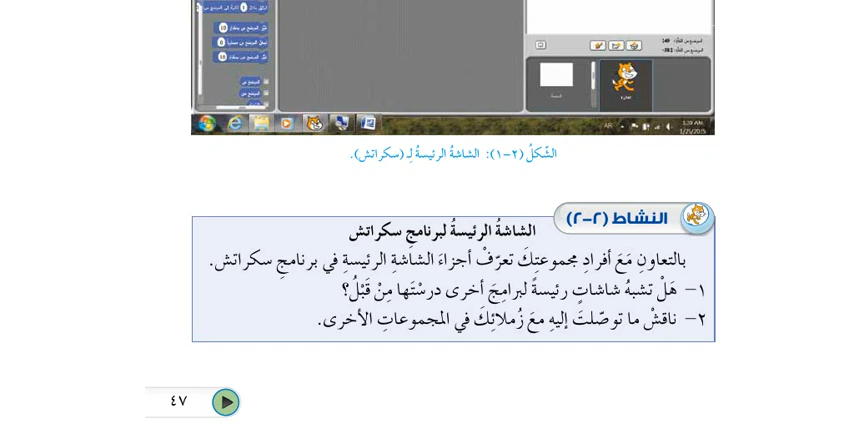 الشّكلُ (٢-١): الشاشةُ الرئيسةُ لِـ (سكراتش).
النشاط (٢-٢)
الشاشةُ الرئيسةُ لبرنامجِ سكراتش
بالتعاونِ مَعَ أفرادِ مجموعتِكَ تعرّفْ أجزاءَ الشاشةِ الرئيسةِ في برنامجِ سكراتش.
١- هَلْ تشبهُ شاشاتٍ رئيسةً لبرامجَ أخرى درسْتَها مِنْ قَبْلُ؟
٢- ناقشْ ما توصّلتَ إليهِ معَ زُملائِكَ في المجموعاتِ الأخرى.
٤٧